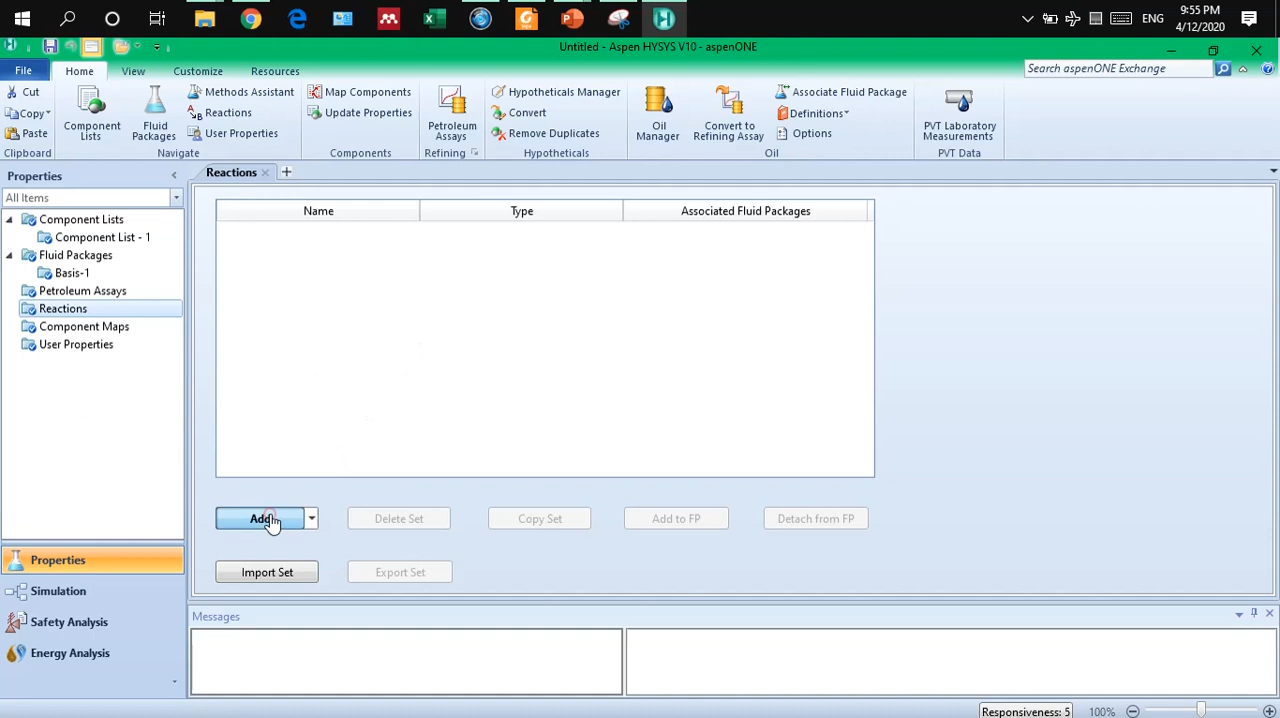 9:55 PM
ENG
4/12/2020
Untitled - Aspen HYSYS V10 - aspenONE
File
Home
View
Customize
Resources
Search aspenONE Exchange
Cut
Copy
Paste
Clipboard
Component Lists
Fluid Packages
Methods Assistant
Reactions
User Properties
Navigate
Map Components
Update Properties
Components
Petroleum Assays
Refining
Hypotheticals Manager
Convert
Remove Duplicates
Hypotheticals
Oil Manager
Convert to Refining Assay
Associate Fluid Package
Definitions
Options
Oil
PVT Laboratory Measurements
PVT Data
Properties
All Items
Component Lists
Component List - 1
Fluid Packages
Basis-1
Petroleum Assays
Reactions
Component Maps
User Properties
Properties
Simulation
Safety Analysis
Energy Analysis
Reactions
Name
Type
Associated Fluid Packages
Add
Delete Set
Copy Set
Add to FP
Detach from FP
Import Set
Export Set
Messages
Responsiveness: 5
100%